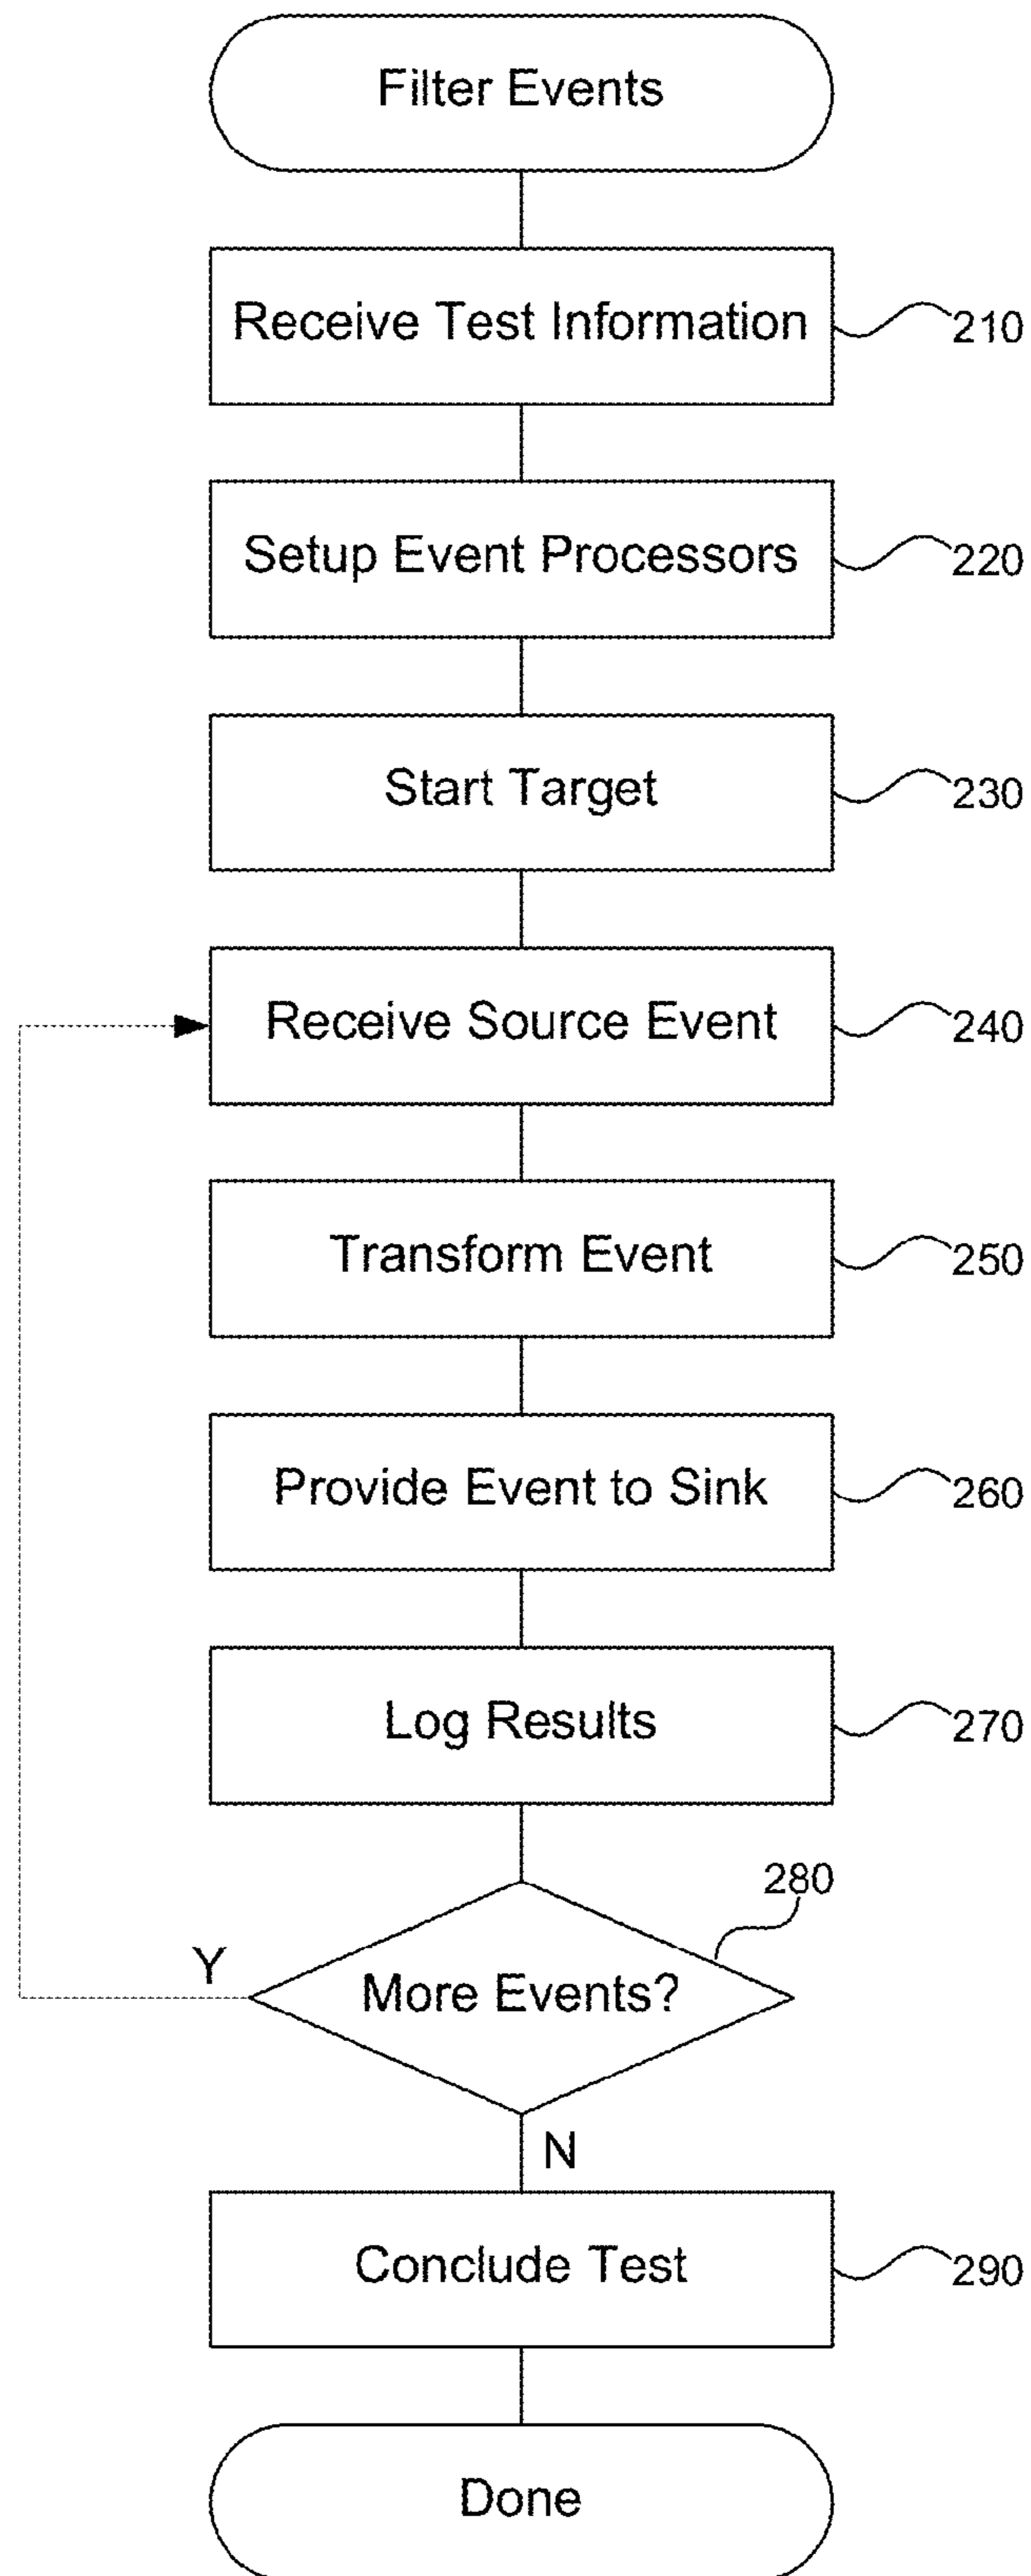 Filter Events
Receive Test Information
210
Setup Event Processors
220
Start Target
230
Receive Source Event
240
Transform Event
250
Provide Event to Sink
260
Log Results
270
280
More Events?
Y
N
Conclude Test
290
Done